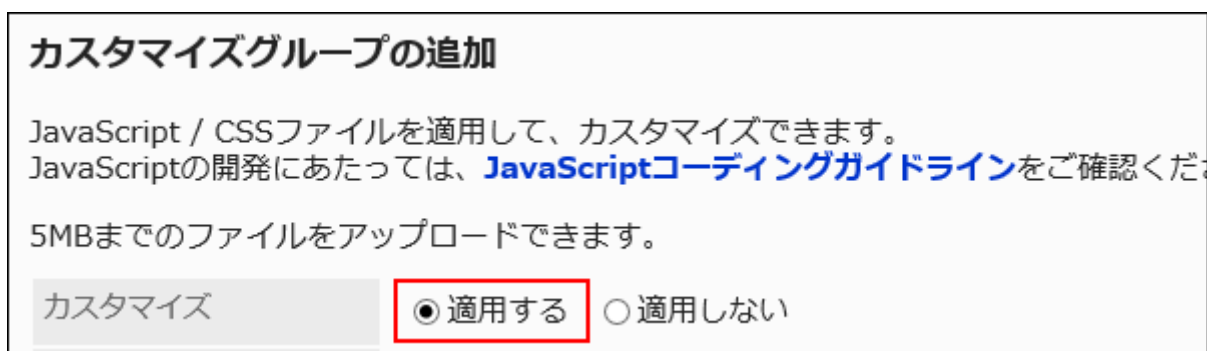 カスタマイズグループの追加
JavaScript / CSSファイルを適用して、カスタマイズできます。
JavaScriptの開発にあたっては、JavaScriptコーディングガイドラインをご確認くだ
5MBまでのファイルをアップロードできます。
カスタマイズ 適用する 適用しない